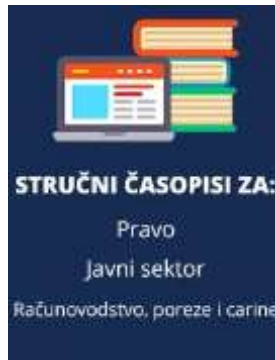 STRUČNI ČASOPISI ZA:
Pravo
Javni sektor
Računovodstvo, poreze i carine